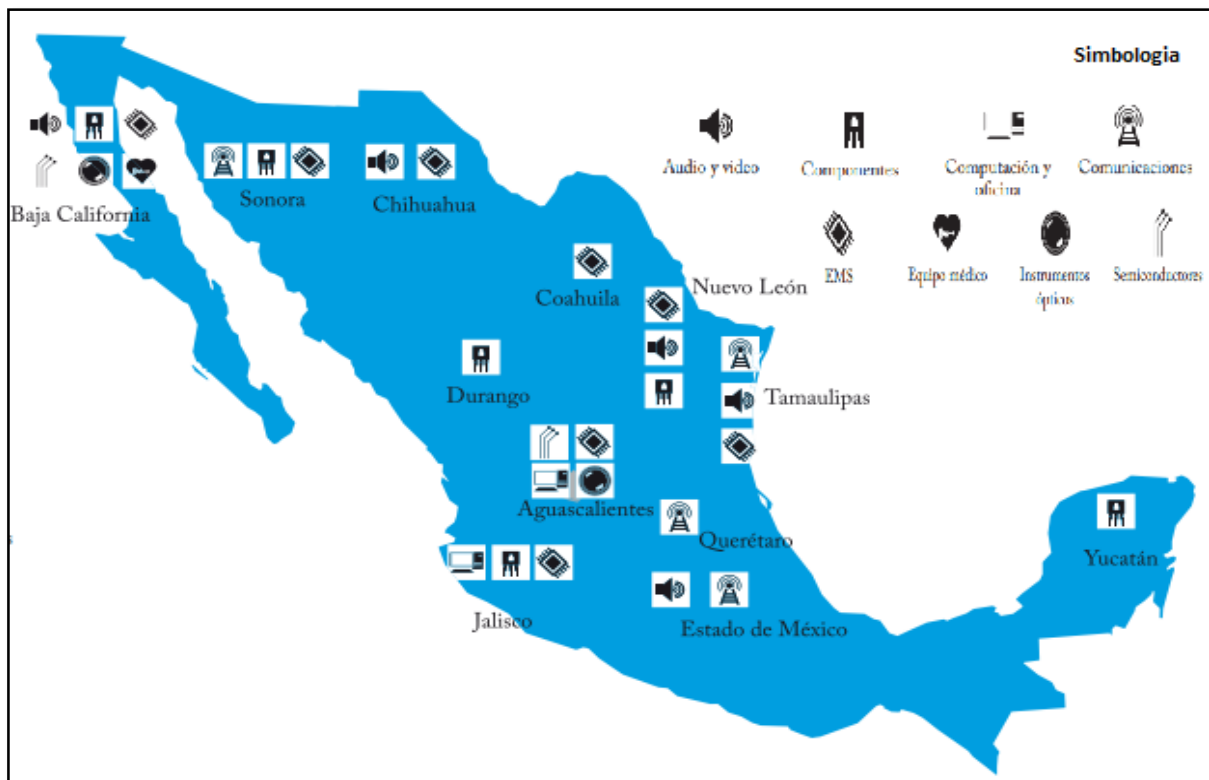 Simbologia
Audio y video
Componentes
Computación y
oficina
Comunicaciones
EMS
Equipo médico
Instrumentos
ópticos
Semiconductores
Baja California
Sonora
Chihuahua
Coahuila
Nuevo León
Durango
Tamaulipas
Aguascalientes
Querétaro
Yucatán
Jalisco
Estado de México